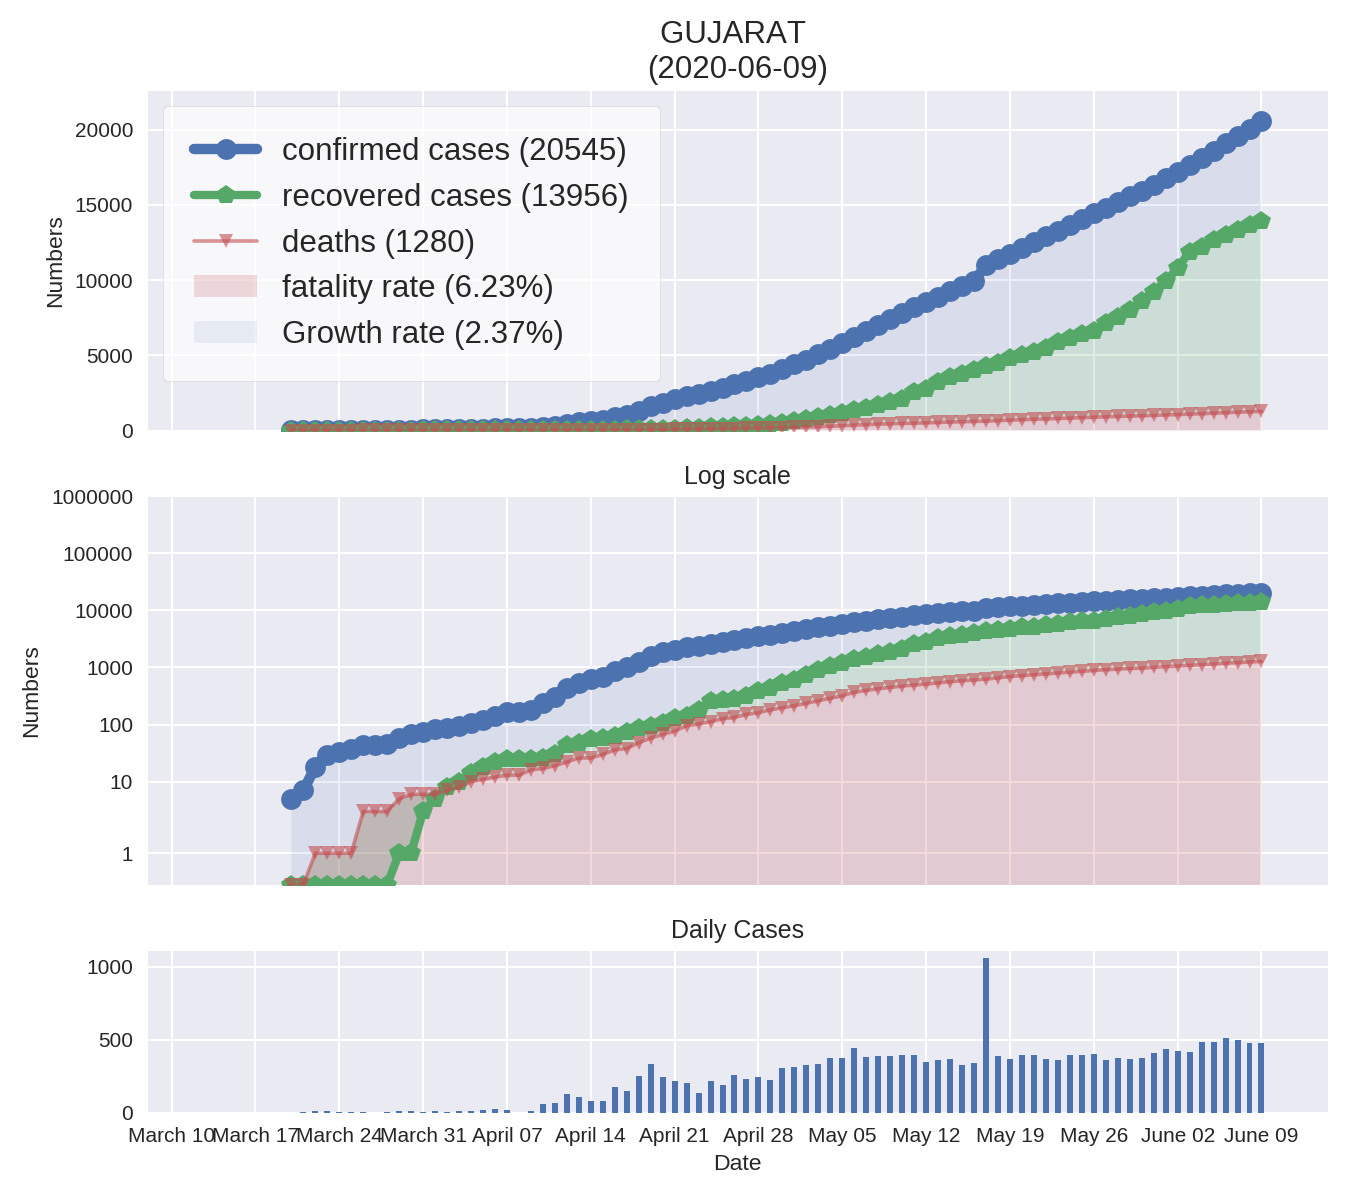 GUJARAT
(2020-06-09)
confirmed cases (20545)
recovered cases (13956)
deaths (1280)
fatality rate (6.23%)
Growth rate (2.37%)
Numbers
20000
15000
10000
5000
0
Log scale
Numbers
1000000
100000
10000
1000
100
10
1
Daily Cases
1000
500
0
March 10 March 17 March 24 March 31 April 07 April 14 April 21 April 28 May 05 May 12 May 19 May 26 June 02 June 09
Date